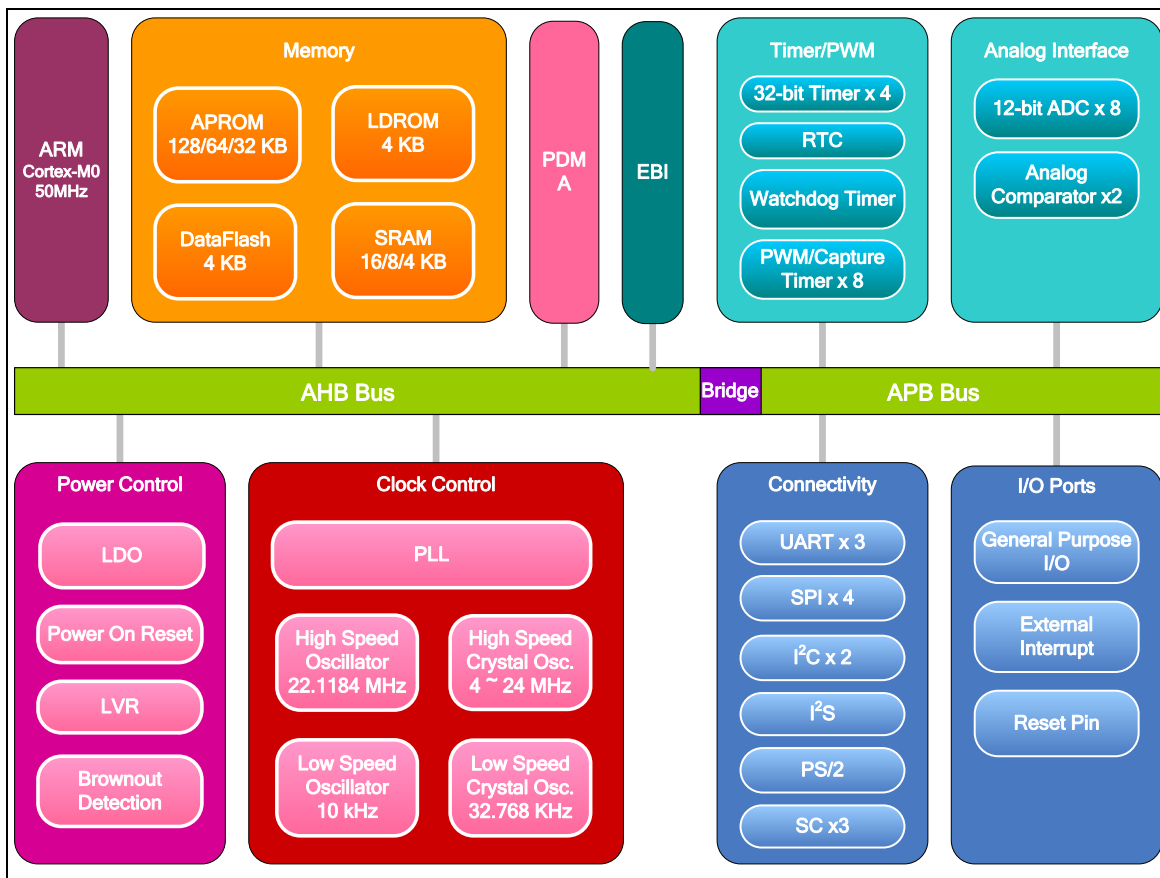 ARM
Cortex-M0
50MHz
Memory
APROM
128/64/32 KB
LDROM
4 KB
DataFlash
4 KB
SRAM
16/8/4 KB
PDM
A
EBI
Timer/PWM
32-bit Timer x 4
RTC
Watchdog Timer
PWM/Capture
Timer x 8
Analog Interface
12-bit ADC x 8
Analog
Comparator x2
AHB Bus
Bridge
APB Bus
Power Control
LDO
Power On Reset
LVR
Brownout
Detection
Clock Control
PLL
High Speed
Oscillator
22.1184 MHz
High Speed
Crystal Osc.
4 ~ 24 MHz
Low Speed
Oscillator
10 kHz
Low Speed
Crystal Osc.
32.768 KHz
Connectivity
UART x 3
SPI x 4
I²C x 2
I²S
PS/2
SC x3
I/O Ports
General Purpose
I/O
External
Interrupt
Reset Pin